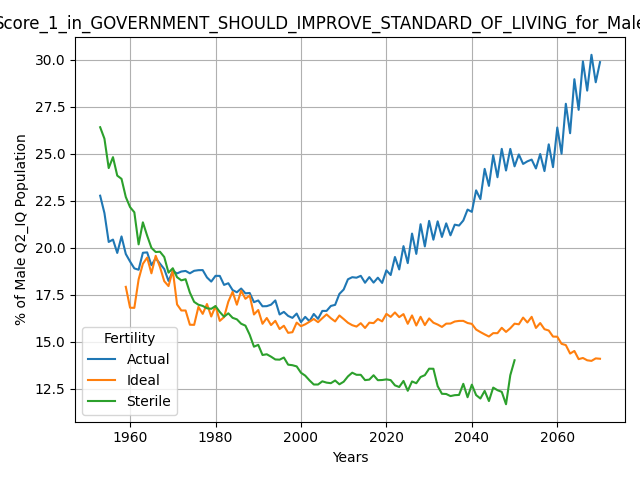 Score_1_in_GOVERNMENT_SHOULD_IMPROVE_STANDARD_OF_LIVING_for_Male
% of Male Q2_IQ Population
30.0
27.5
25.0
22.5
20.0
17.5
15.0
12.5
Fertility
Actual
Ideal
Sterile
1960 1980 2000 2020 2040 2060
Years